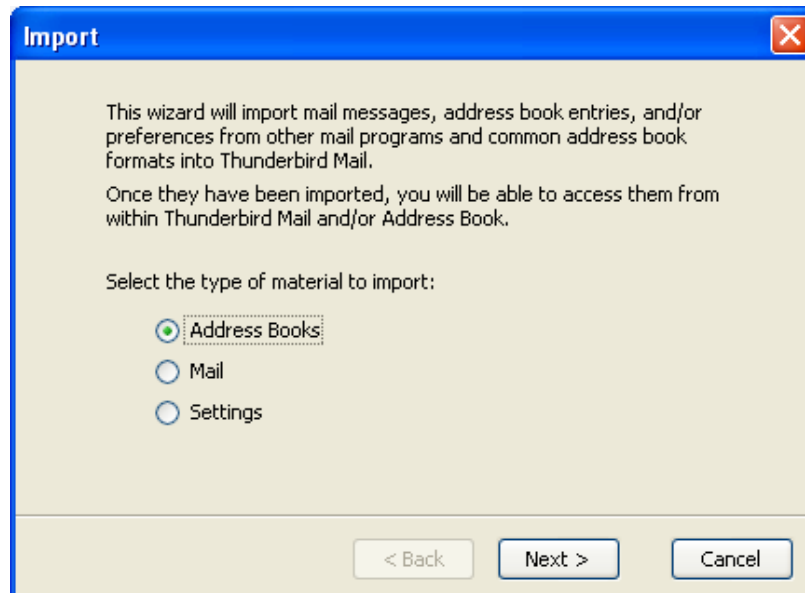 Import
This wizard will import mail messages, address book entries, and/or
preferences from other mail programs and common address book
formats into Thunderbird Mail.
Once they have been imported, you will be able to access them from
within Thunderbird Mail and/or Address Book.
Select the type of material to import:
Address Books
Mail
Settings
< Back Next > Cancel